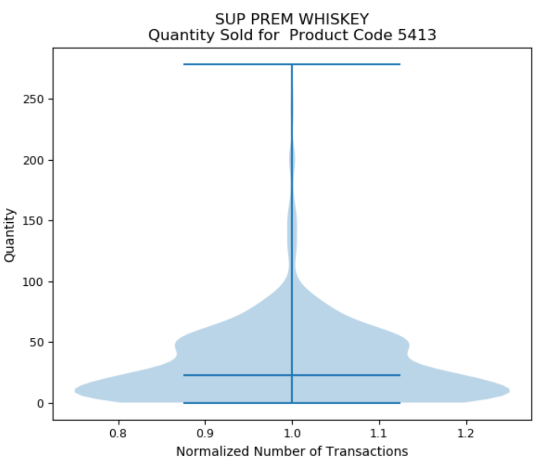 SUP PREM WHISKEY
Quantity Sold for  Product Code 5413
250
200
150
100
50
0
Quantity
0.8 0.9 1.0 1.1 1.2
Normalized Number of Transactions